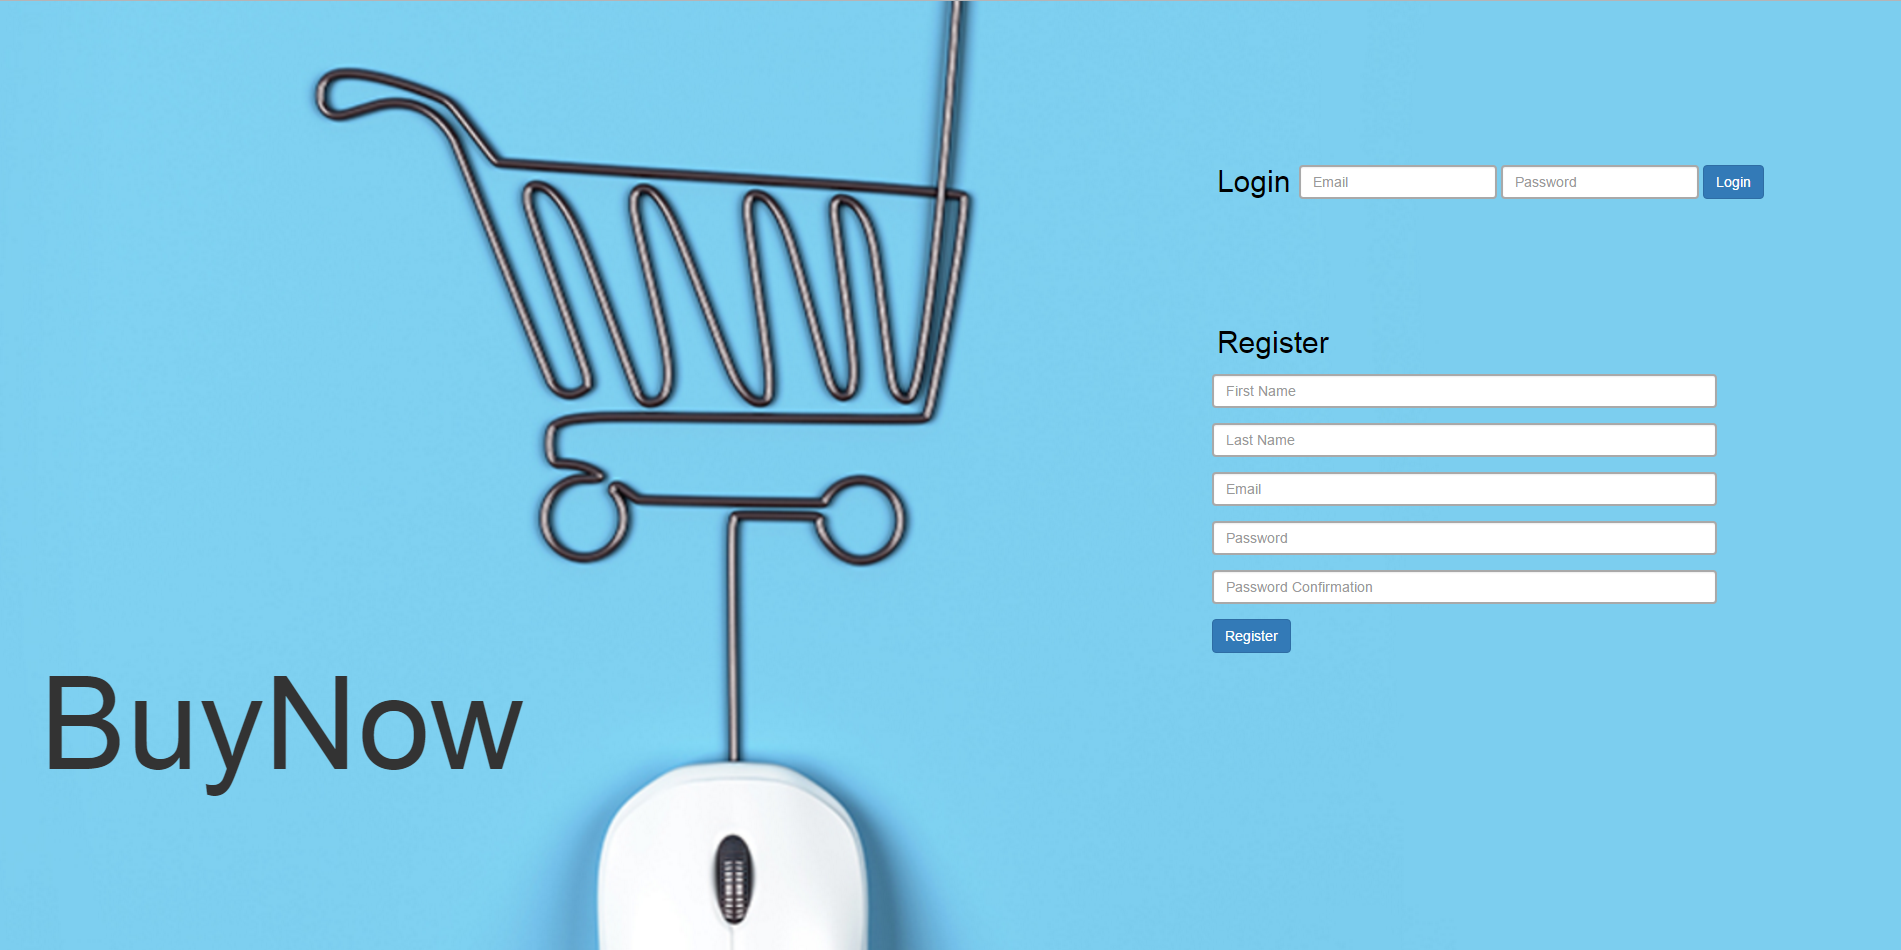 Login Email Password Login
Register
First Name
Last Name
Email
Password
Password Confirmation
Register
BuyNow